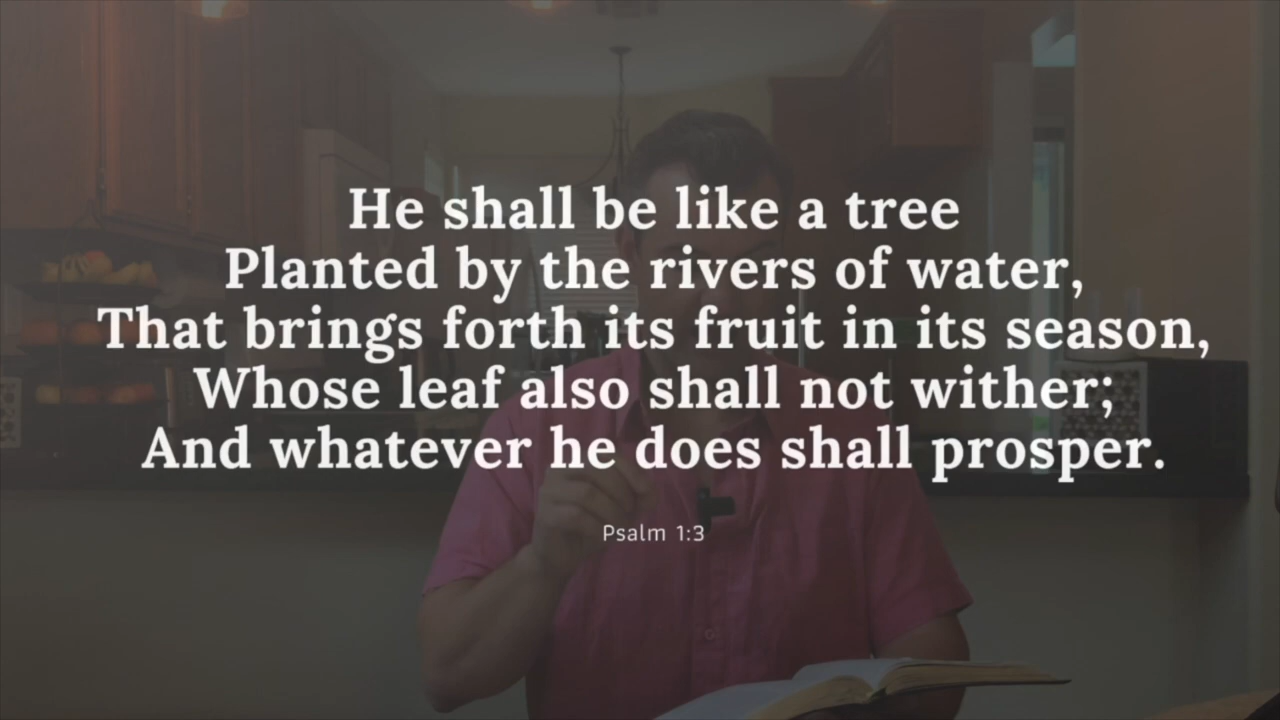 He shall be like a tree
Planted by the rivers of water,
That brings forth its fruit in its season,
Whose leaf also shall not wither;
And whatever he does shall prosper.
Psalm 1:3